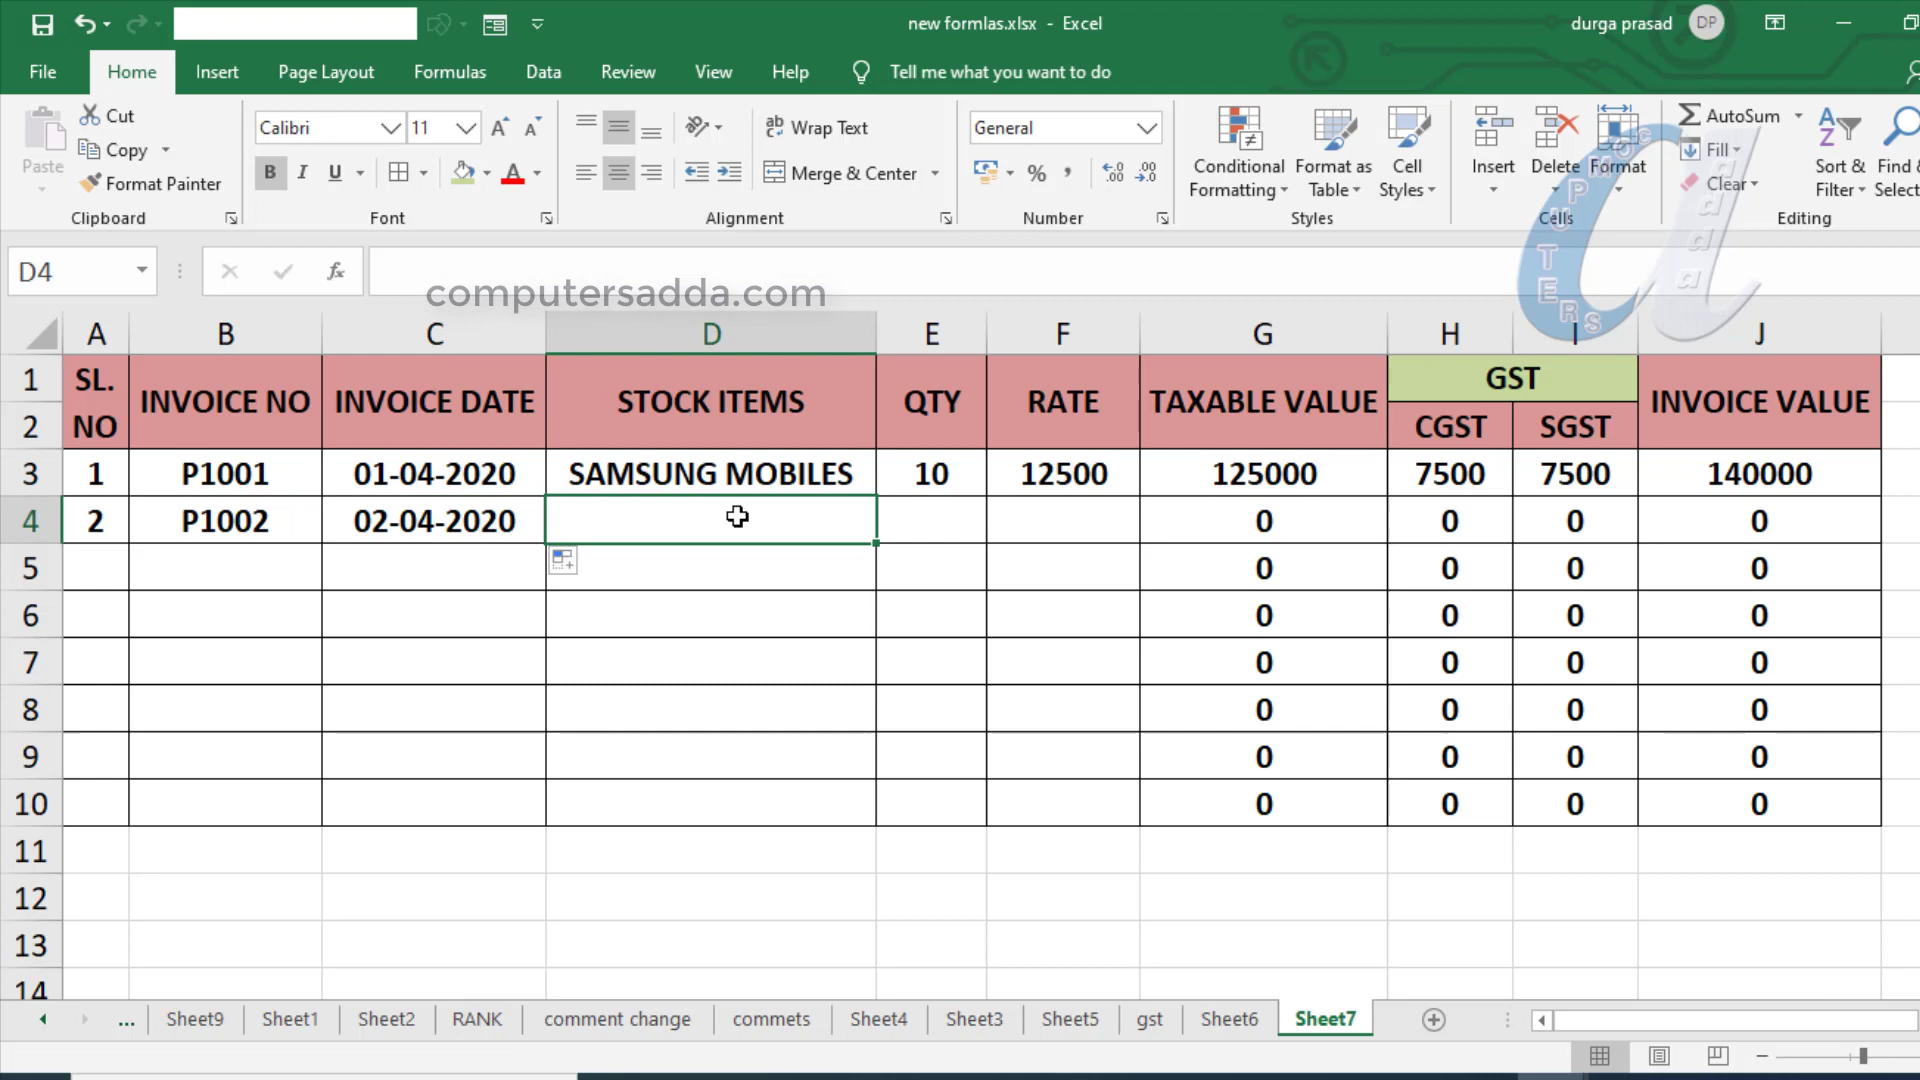 new formlas.xlsx - Excel
durga prasad DP
File Home Insert Page Layout Formulas Data Review View Help Tell me what you want to do
Paste Cut Copy Format Painter
Calibri 11
B I U
Wrap Text
Merge & Center
General
%
Conditional Formatting
Format as Table
Cell Styles
Insert Delete Format
AutoSum
Fill
Clear
Sort & Filter
Find & Select
Clipboard Font Alignment Number Styles Cells Editing
COMPUTERS adda
D4 fx
computersadda.com
A B C D E F G H I J
1 SL. NO INVOICE NO INVOICE DATE STOCK ITEMS QTY RATE TAXABLE VALUE GST INVOICE VALUE
2 CGST SGST
3 1 P1001 01-04-2020 SAMSUNG MOBILES 10 12500 125000 7500 7500 140000
4 2 P1002 02-04-2020 0 0 0 0
5 0 0 0 0
6 0 0 0 0
7 0 0 0 0
8 0 0 0 0
9 0 0 0 0
10 0 0 0 0
11
12
13
14
... Sheet9 Sheet1 Sheet2 RANK comment change commets Sheet4 Sheet3 Sheet5 gst Sheet6 Sheet7